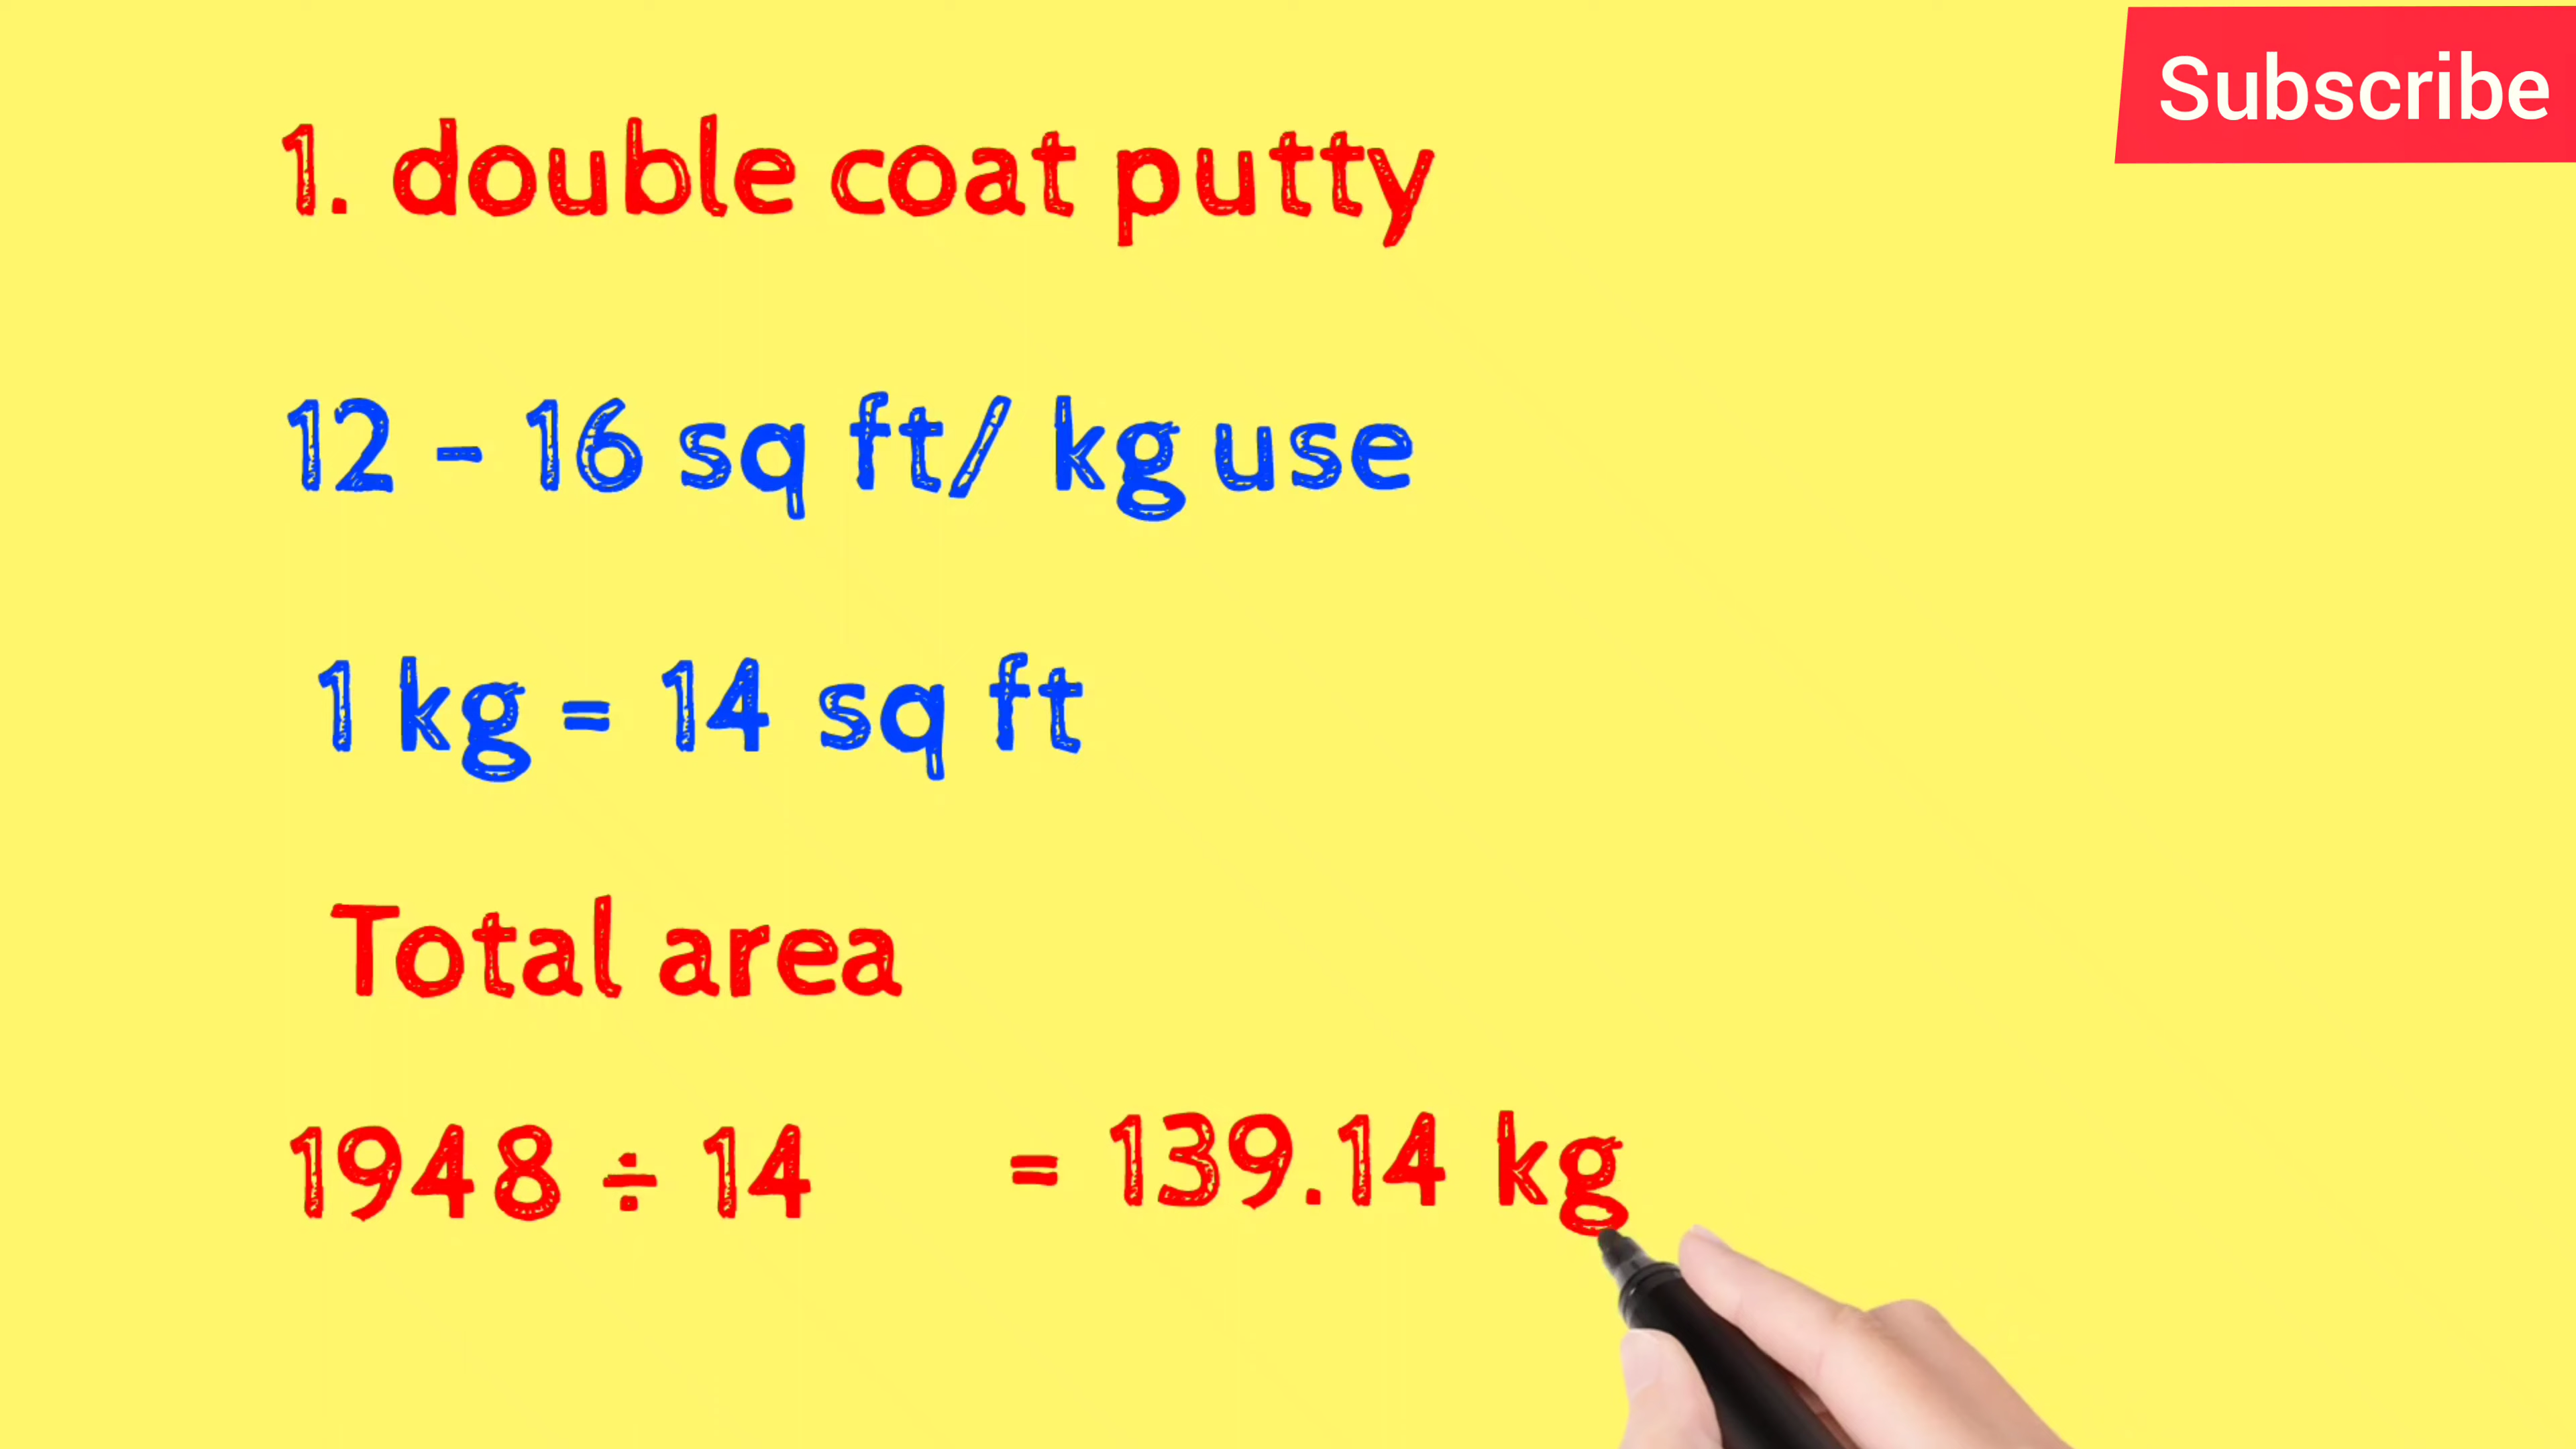 Subscribe
1. double coat putty
12 - 16 sq ft/ kg use
1 kg = 14 sq ft
Total area
1948 ÷ 14 = 139.14 kg